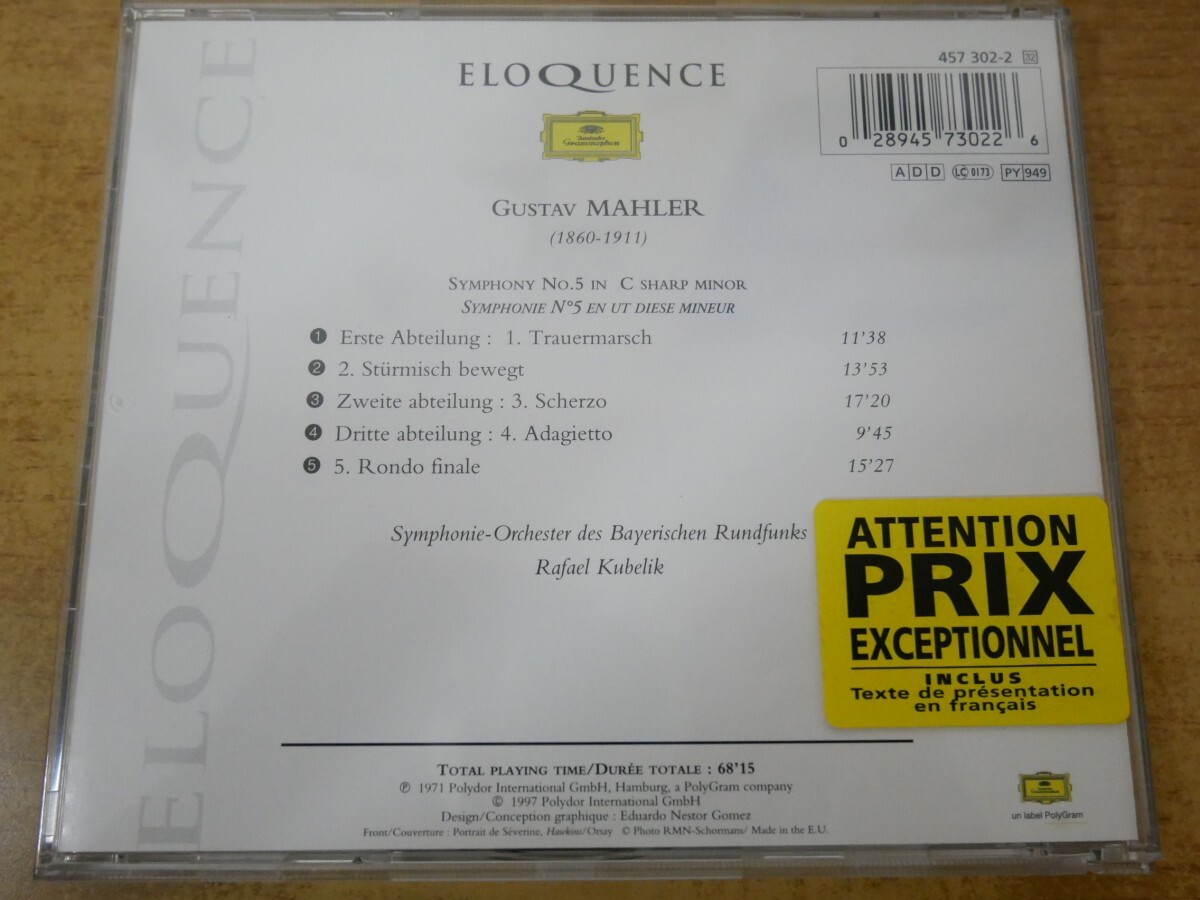 ELOQUENCE
ELOQUENCE
457 302-2 32
0 28945 73022 6
ADD LC 0173 PY 949
Deutsche
Grammophon
GUSTAV MAHLER
(1860-1911)
SYMPHONY NO.5 IN C SHARP MINOR
SYMPHONIE N°5 EN UT DIESE MINEUR
1 Erste Abteilung : 1. Trauermarsch 11'38
2 2. Stürmisch bewegt 13'53
3 Zweite abteilung : 3. Scherzo 17'20
4 Dritte abteilung : 4. Adagietto 9'45
5 5. Rondo finale 15'27
Symphonie-Orchester des Bayerischen Rundfunks
Rafael Kubelik
ATTENTION
PRIX
EXCEPTIONNEL
INCLUS
Texte de présentation
en français
TOTAL PLAYING TIME/DURÉE TOTALE : 68'15
℗ 1971 Polydor International GmbH, Hamburg, a PolyGram company
© 1997 Polydor International GmbH
Design/Conception graphique : Eduardo Nestor Gomez
Front/Couverture : Portrait de Séverine, Hawkins/Orsay © Photo RMN-Schormans/ Made in the E.U.
un label PolyGram